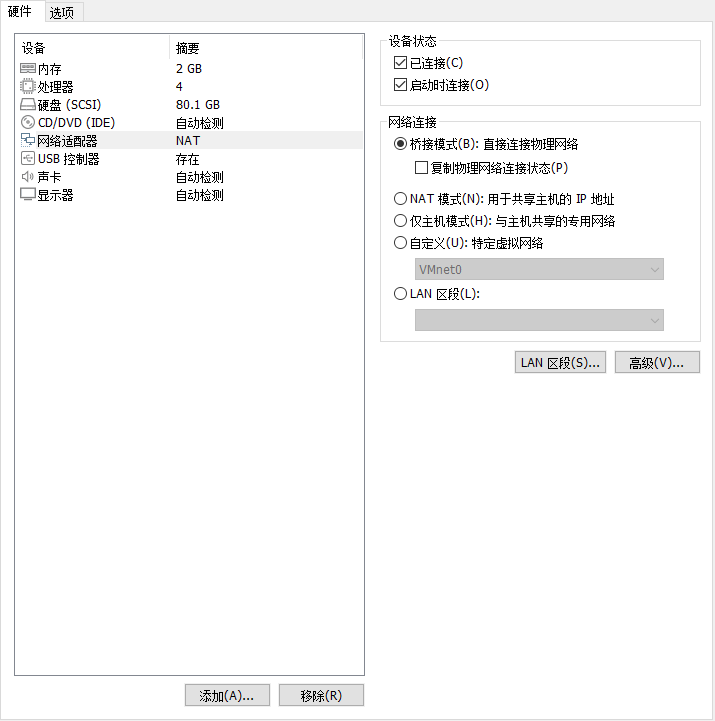 硬件 选项
设备 摘要
内存 2 GB
处理器 4
硬盘 (SCSI) 80.1 GB
CD/DVD (IDE) 自动检测
网络适配器 NAT
USB 控制器 存在
声卡 自动检测
显示器 自动检测
添加(A)... 移除(R)
设备状态
已连接(C)
启动时连接(O)
网络连接
桥接模式(B): 直接连接物理网络
复制物理网络连接状态(P)
NAT 模式(N): 用于共享主机的 IP 地址
仅主机模式(H): 与主机共享的专用网络
自定义(U): 特定虚拟网络
VMnet0
LAN 区段(L):
LAN 区段(S)... 高级(V)...